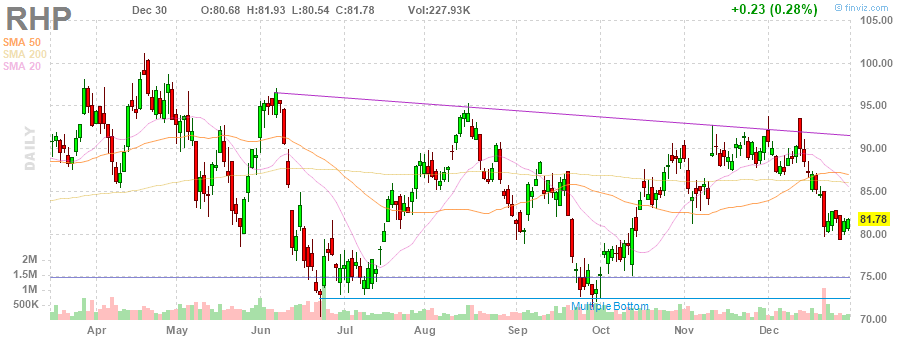 RHP Dec 30 O:80.68 H:81.93 L:80.54 C:81.78 Vol:227.93K +0.23 (0.28%) © finviz.com
SMA 50
SMA 200
SMA 20
DAILY
105.00
100.00
95.00
90.00
85.00
81.78
80.00
75.00
70.00
2M
1.5M
1M
500K
Multiple Bottom
Apr May Jun Jul Aug Sep Oct Nov Dec